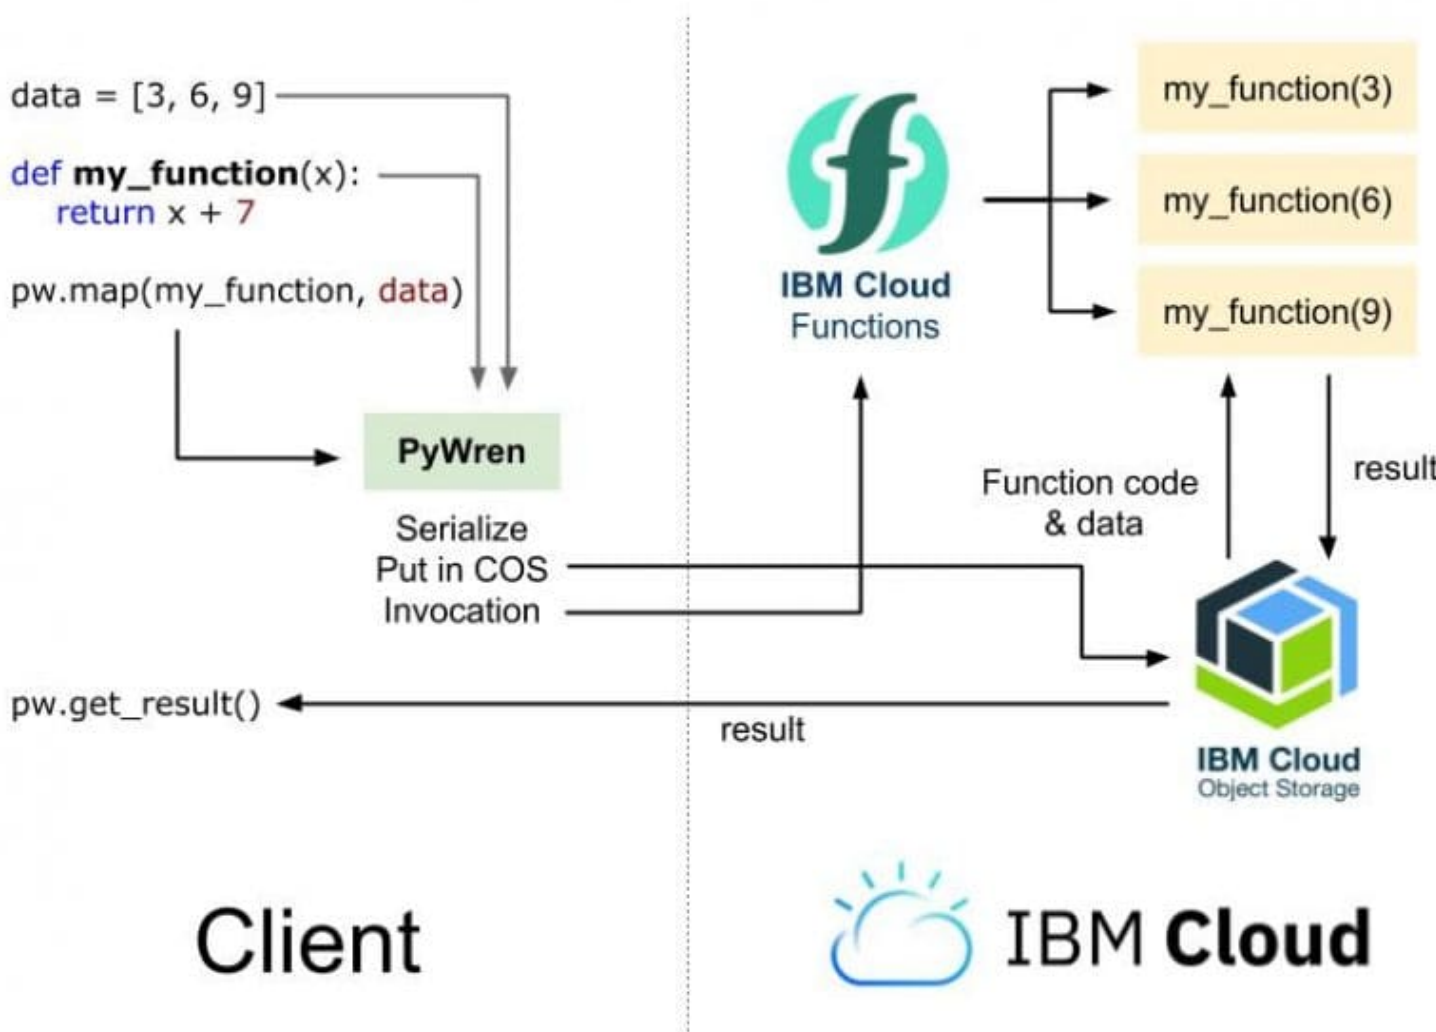 data = [3, 6, 9]
def my_function(x):
return x + 7
pw.map(my_function, data)
PyWren
Serialize
Put in COS
Invocation
pw.get_result()
Client
IBM Cloud
Functions
my_function(3)
my_function(6)
my_function(9)
Function code
& data
result
result
IBM Cloud
Object Storage
IBM Cloud